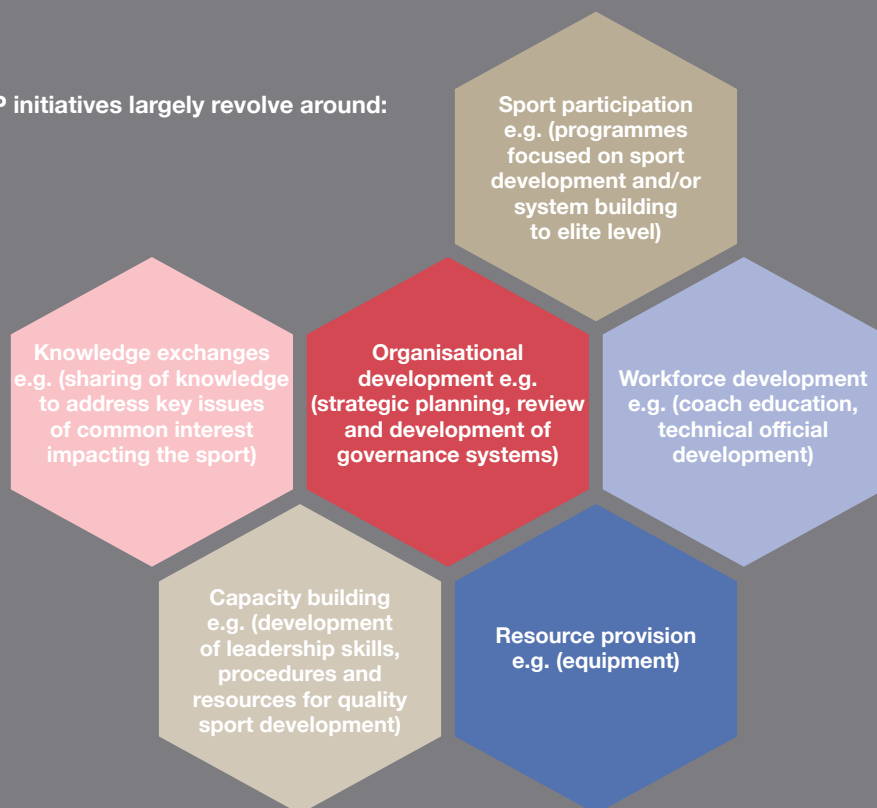 P initiatives largely revolve around:
Sport participation
e.g. (programmes
focused on sport
development and/or
system building
to elite level)
Knowledge exchanges
e.g. (sharing of knowledge
to address key issues
of common interest
impacting the sport)
Organisational
development e.g.
(strategic planning, review
and development of
governance systems)
Workforce development
e.g. (coach education,
technical official
development)
Capacity building
e.g. (development
of leadership skills,
procedures and
resources for quality
sport development)
Resource provision
e.g. (equipment)